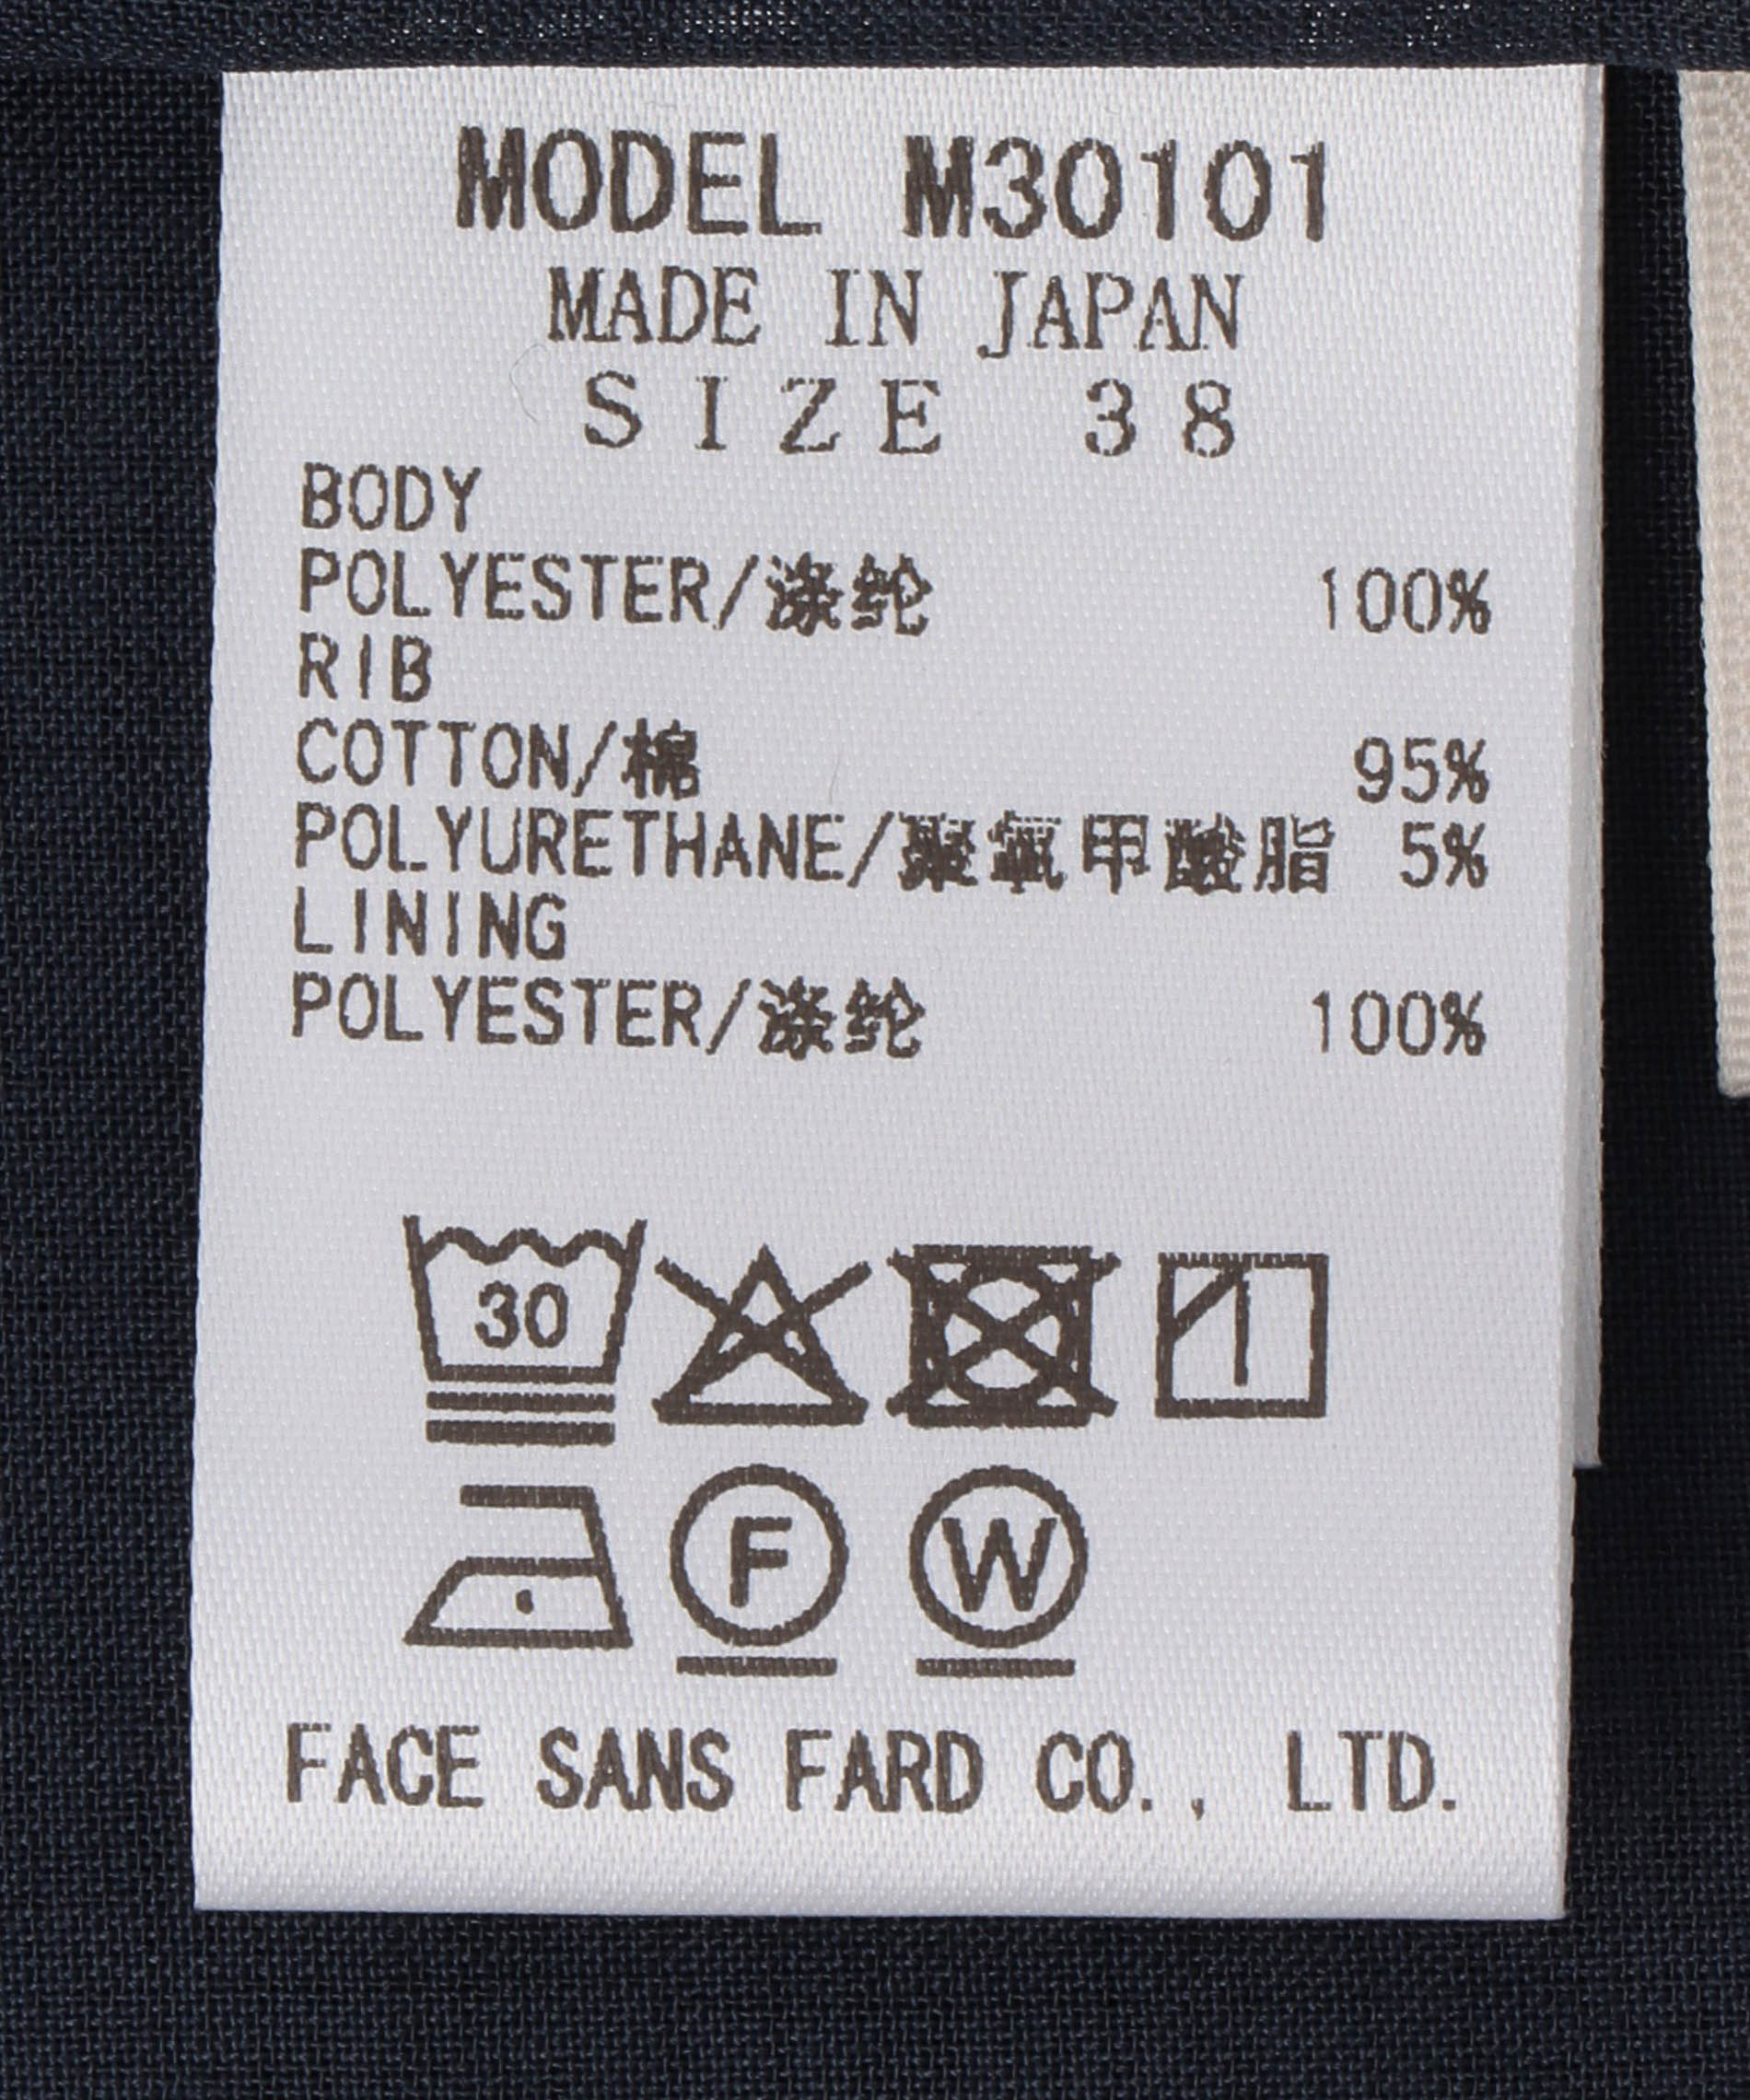 MODEL M30101
MADE IN JAPAN
SIZE 38
BODY
POLYESTER/涤纶 100%
RIB
COTTON/棉 95%
POLYURETHANE/聚氨甲酸脂 5%
LINING
POLYESTER/涤纶 100%
30
F W
FACE SANS FARD CO., LTD.